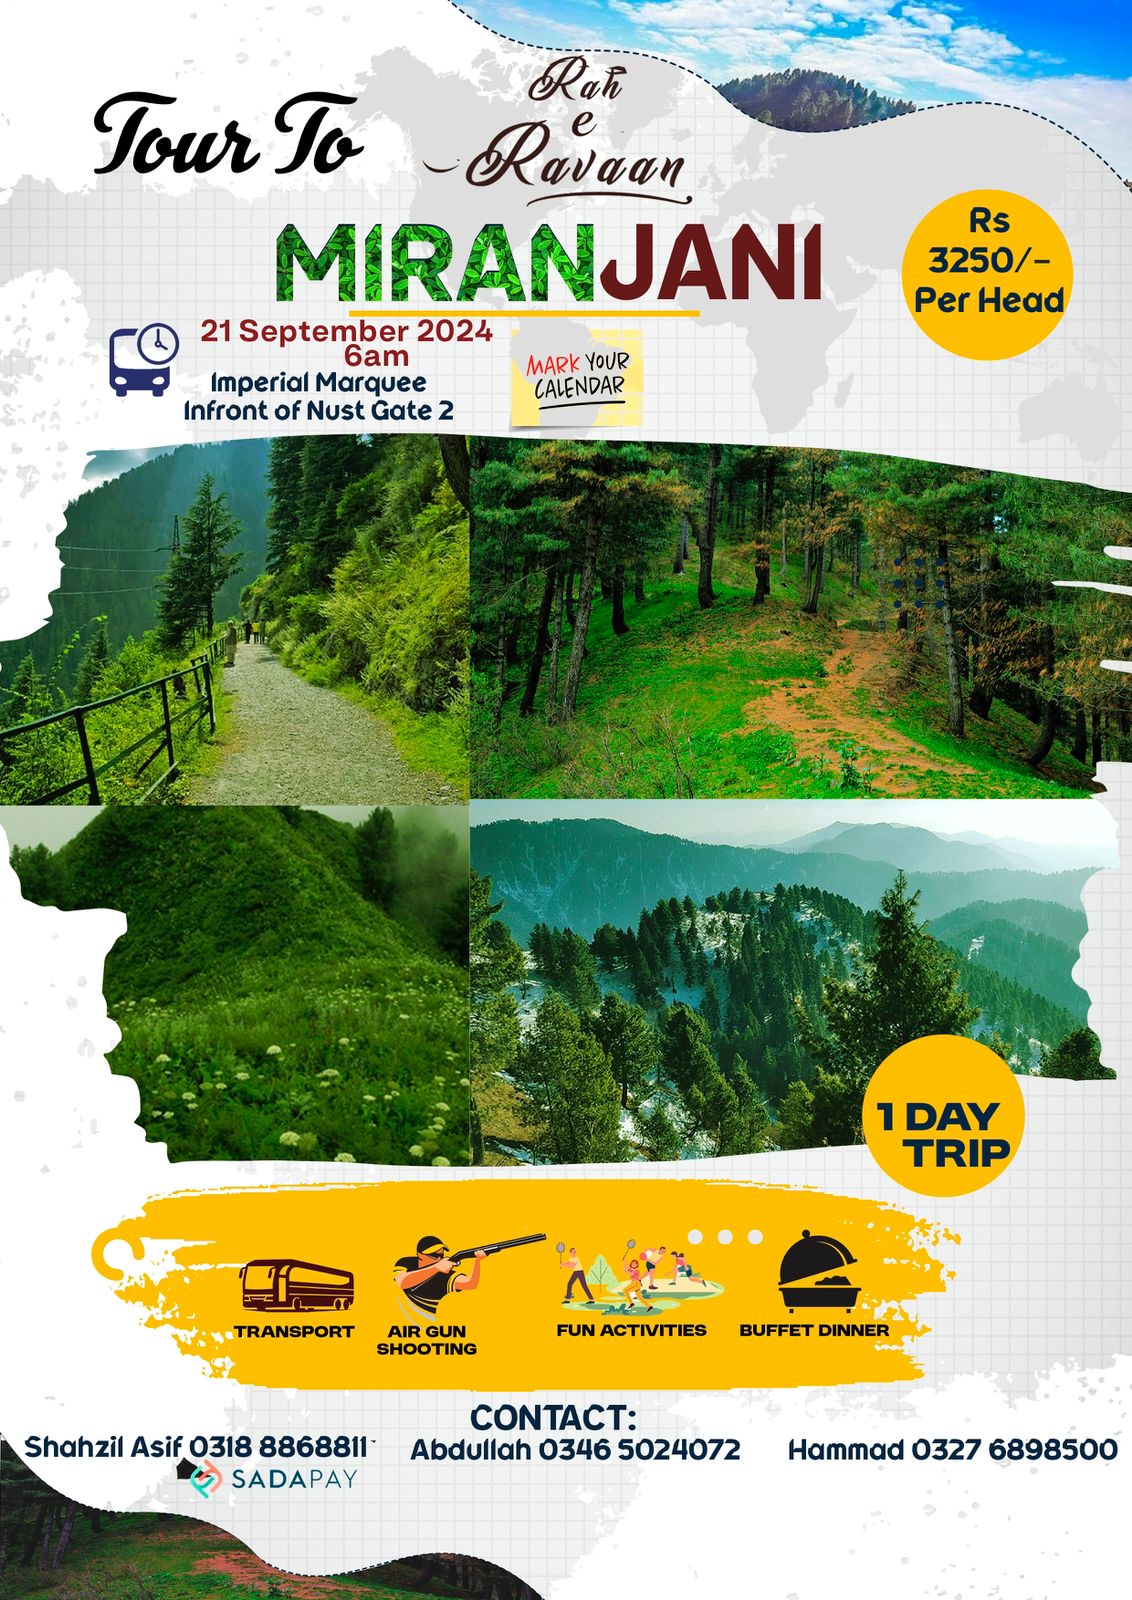 Tour To
Rah
e
Ravaan
MIRANJANI
Rs
3250/-
Per Head
21 September 2024
6am
Imperial Marquee
Infront of Nust Gate 2
MARK YOUR
CALENDAR
1 DAY
TRIP
TRANSPORT
AIR GUN
SHOOTING
FUN ACTIVITIES
BUFFET DINNER
CONTACT:
Shahzil Asif 0318 8868811
Abdullah 0346 5024072
Hammad 0327 6898500
SADAPAY